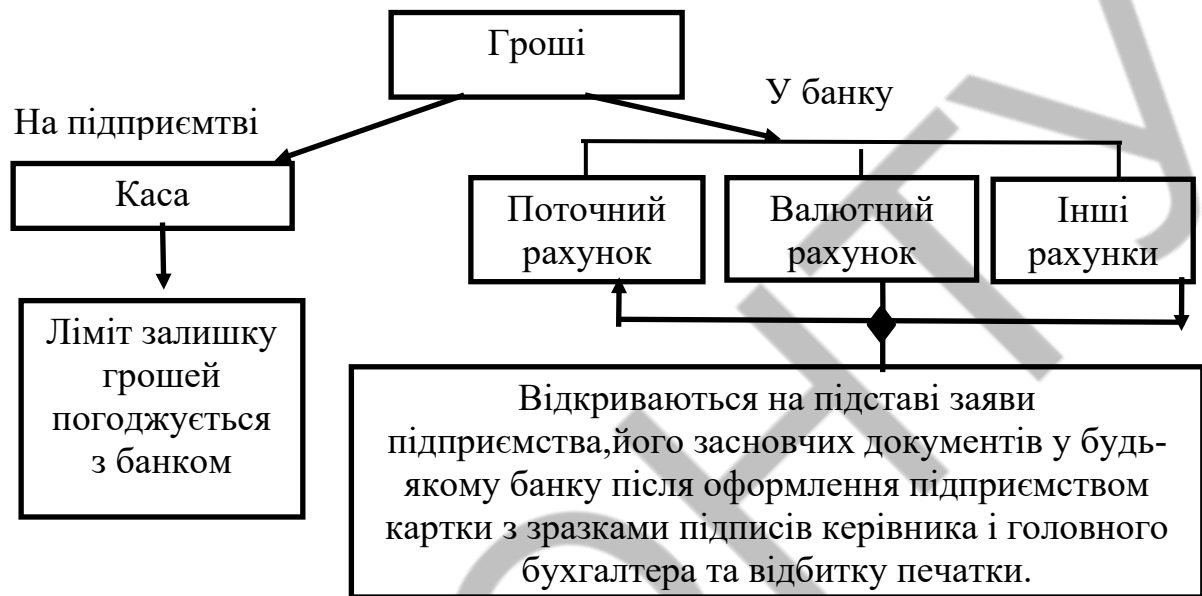 Гроші
У банку
На підприємтві
Каса
Поточний
рахунок
Валютний
рахунок
Інші
рахунки
Ліміт залишку
грошей
погоджується
з банком
Відкриваються на підставі заяви
підприємства,його засновчих документів у будь-
якому банку після оформлення підприємством
картки з зразками підписів керівника і головного
бухгалтера та відбитку печатки.